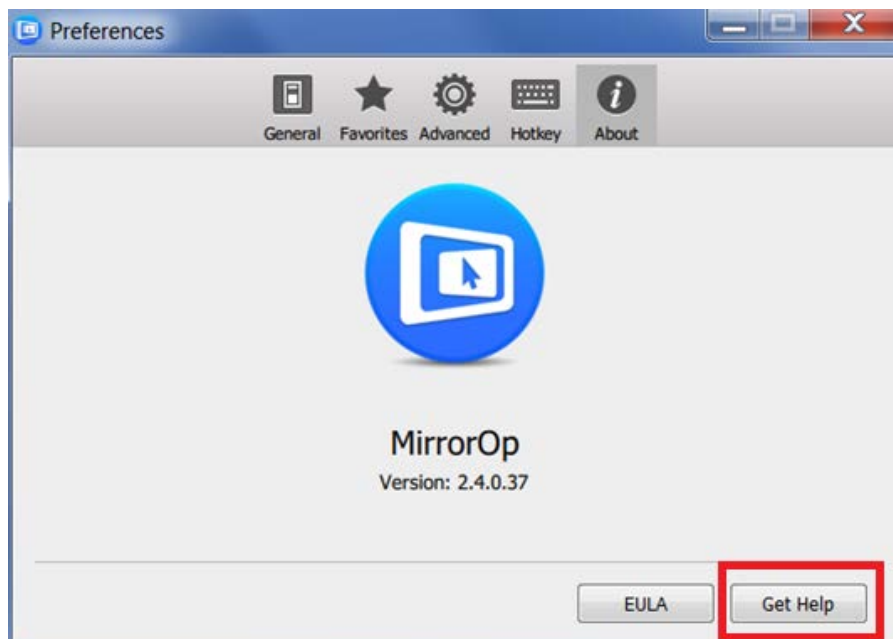 Preferences
General Favorites Advanced Hotkey About
MirrorOp
Version: 2.4.0.37
EULA Get Help